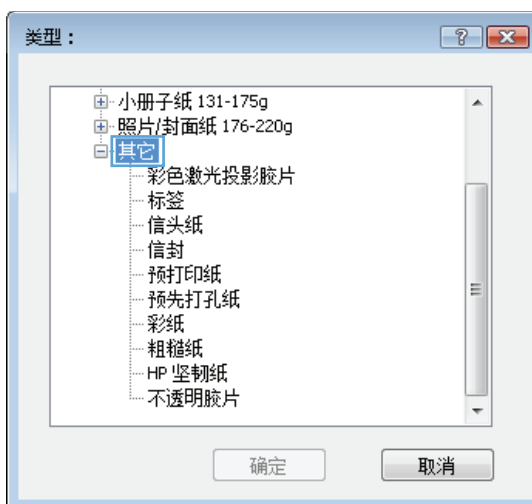 类型：
小册子纸 131-175g
照片/封面纸 176-220g
其它
彩色激光投影胶片
标签
信头纸
信封
预打印纸
预先打孔纸
彩纸
粗糙纸
HP 坚韧纸
不透明胶片
确定
取消